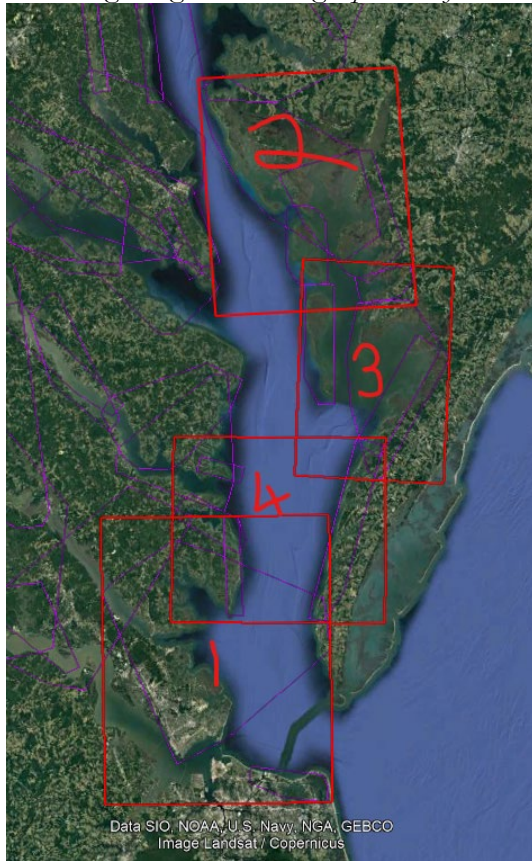 2
3
4
1
Data SIO, NOAA, U.S. Navy, NGA, GEBCO
Image Landsat / Copernicus